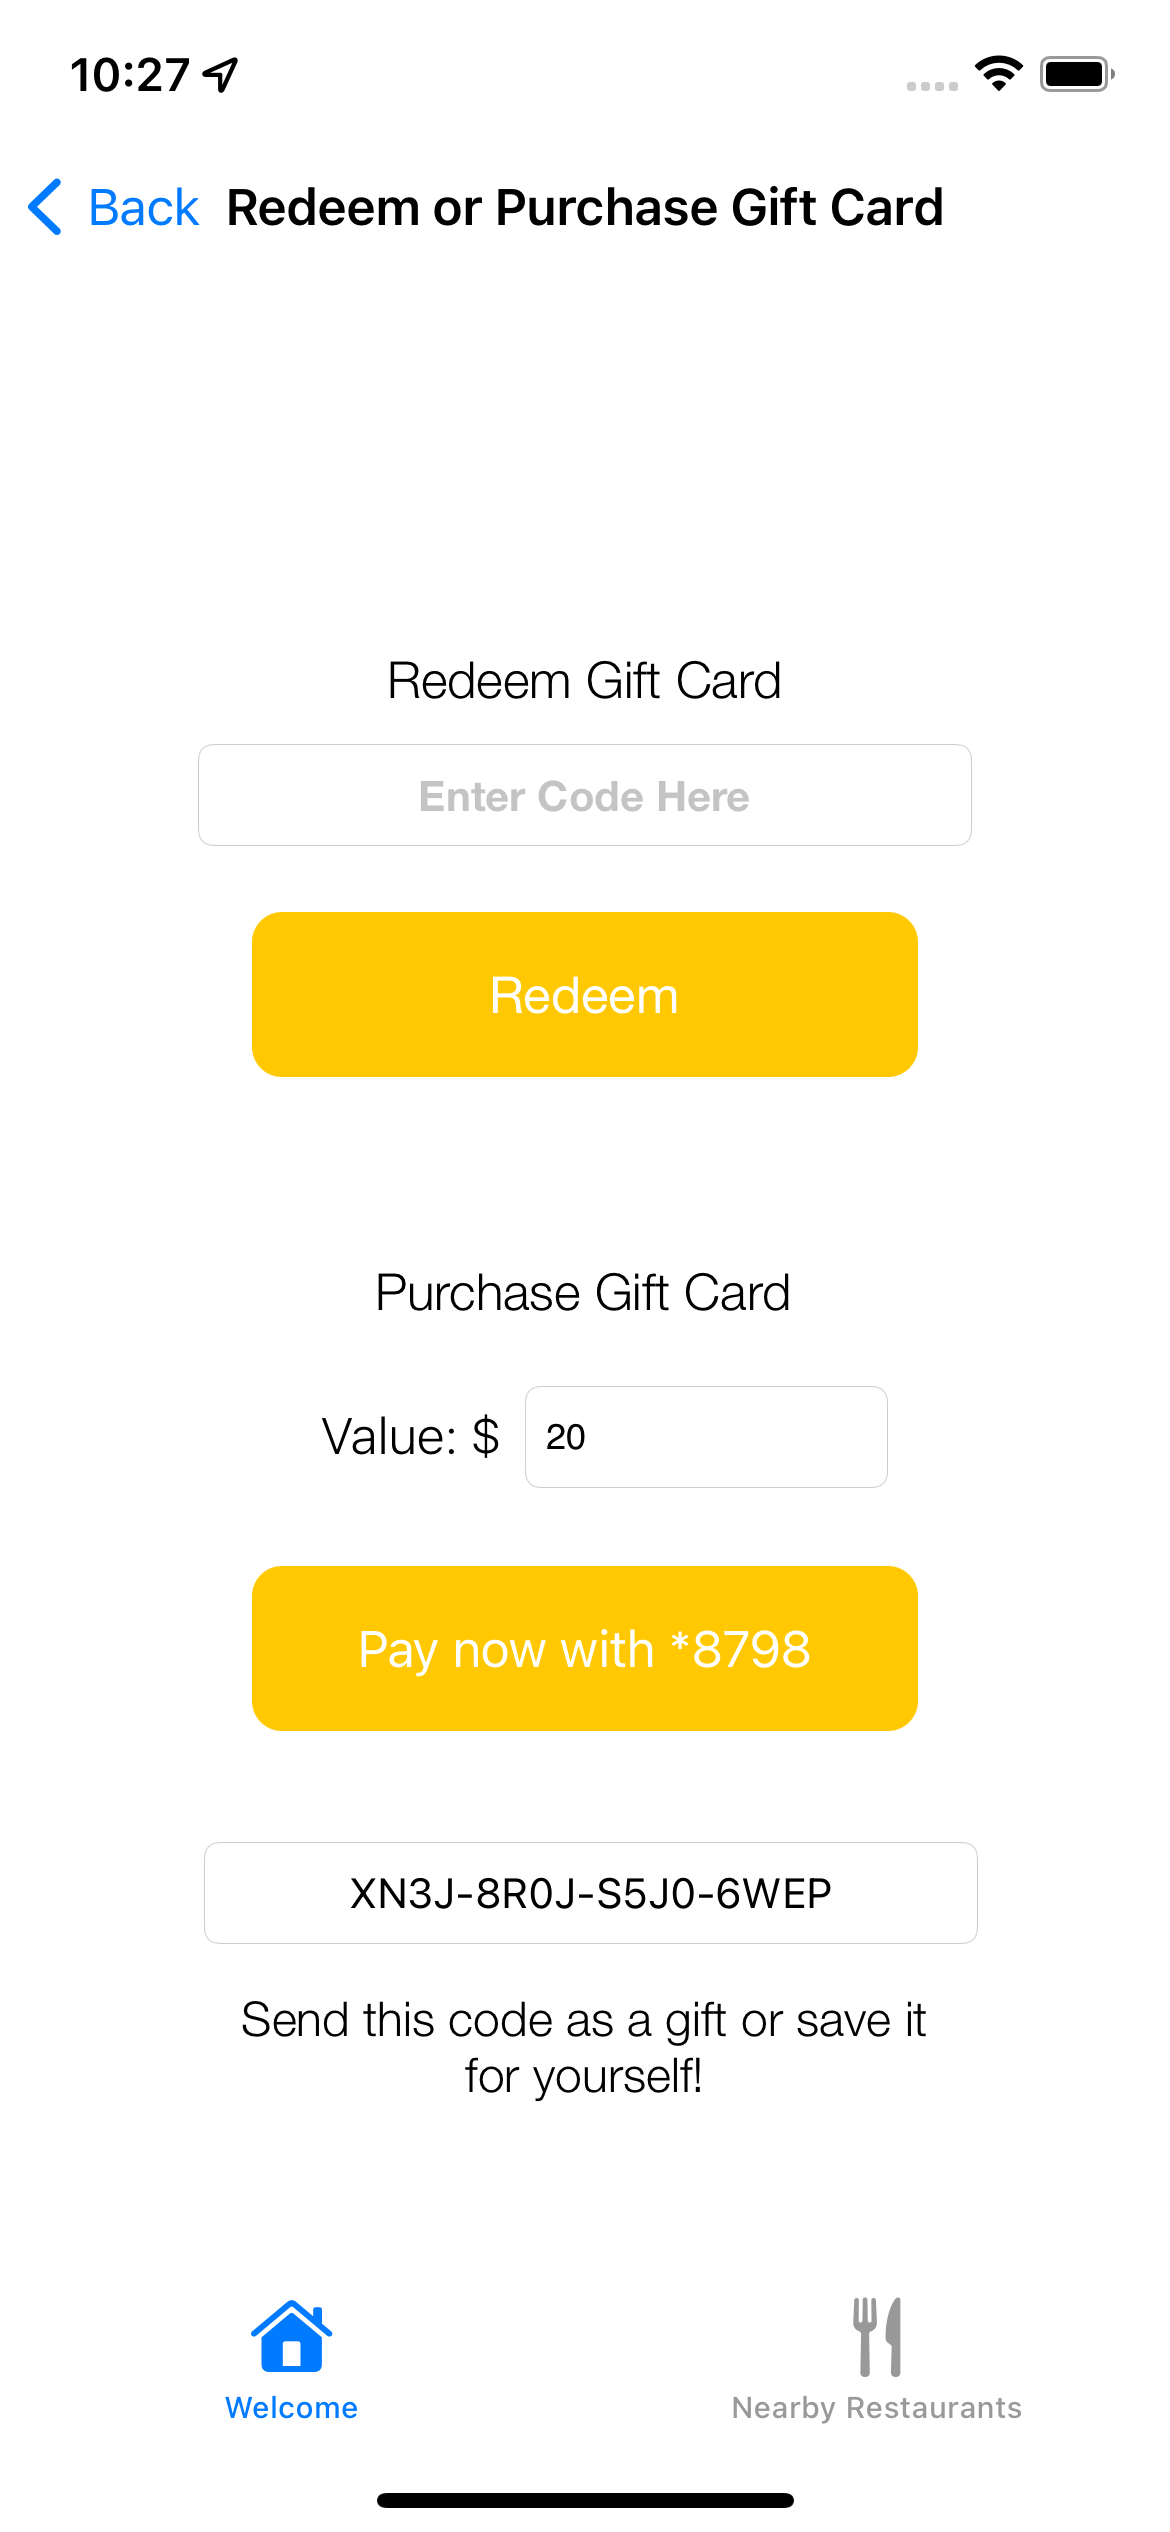 10:27
Back Redeem or Purchase Gift Card
Redeem Gift Card
Enter Code Here
Redeem
Purchase Gift Card
Value: $ 20
Pay now with *8798
XN3J-8R0J-S5J0-6WEP
Send this code as a gift or save it
for yourself!
Welcome Nearby Restaurants